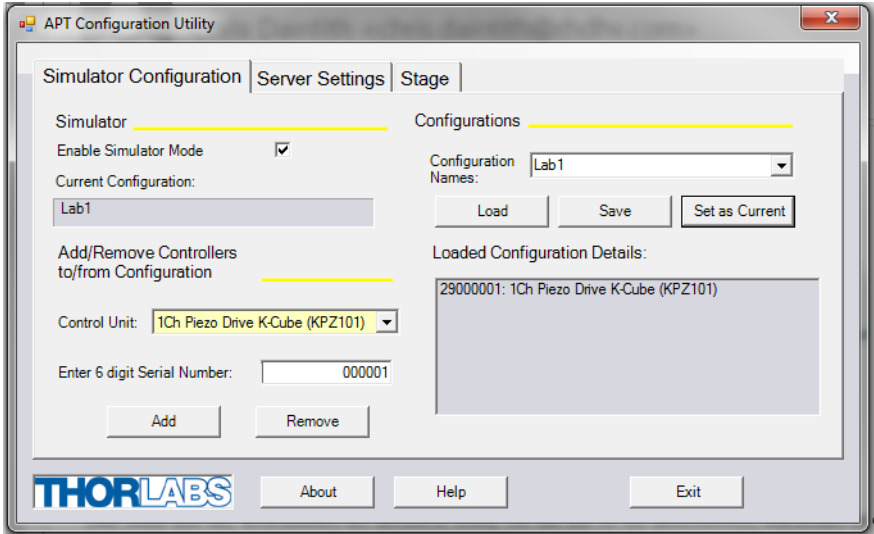 APT Configuration Utility
Simulator Configuration
Server Settings
Stage
Simulator
Enable Simulator Mode
Current Configuration:
Lab1
Add/Remove Controllers
to/from Configuration
Control Unit:
1Ch Piezo Drive K-Cube (KPZ101)
Enter 6 digit Serial Number:
000001
Add
Remove
Configurations
Configuration
Names:
Lab1
Load
Save
Set as Current
Loaded Configuration Details:
29000001: 1Ch Piezo Drive K-Cube (KPZ101)
THORLABS
About
Help
Exit